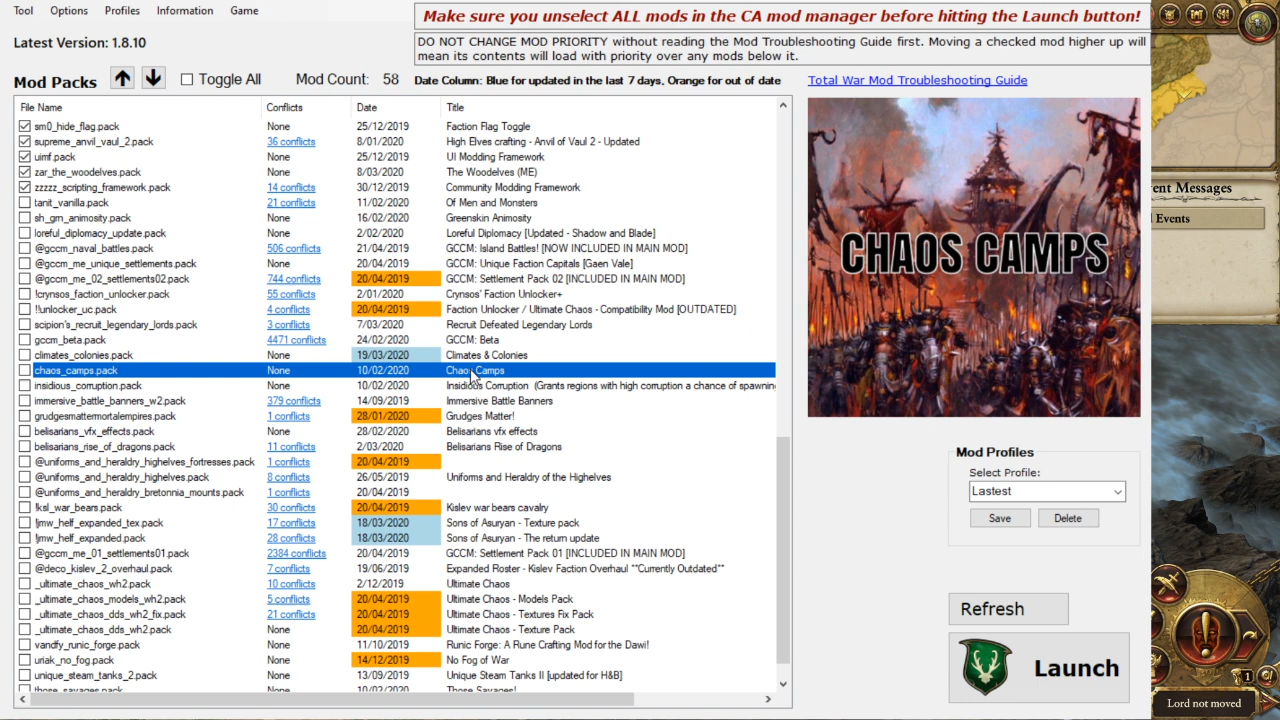 Tool Options Profiles Information Game
Make sure you unselect ALL mods in the CA mod manager before hitting the Launch button!
Latest Version: 1.8.10
DO NOT CHANGE MOD PRIORITY without reading the Mod Troubleshooting Guide first. Moving a checked mod higher up will
mean its contents will load with priority over any mods below it.
Mod Packs Toggle All Mod Count: 58 Date Column: Blue for updated in the last 7 days, Orange for out of date
Total War Mod Troubleshooting Guide
File Name Conflicts Date Title
sm0_hide_flag.pack None 25/12/2019 Faction Flag Toggle
supreme_anvil_vaul_2.pack 36 conflicts 8/01/2020 High Elves crafting - Anvil of Vaul 2 - Updated
uimf.pack None 25/12/2019 UI Modding Framework
zar_the_woodelves.pack None 8/03/2020 The Woodelves (ME)
zzzzz_scripting_framework.pack 14 conflicts 30/12/2019 Community Modding Framework
tanit_vanilla.pack 21 conflicts 11/02/2020 Of Men and Monsters
sh_grn_animosity.pack None 16/02/2020 Greenskin Animosity
loreful_diplomacy_update.pack None 2/02/2020 Loreful Diplomacy [Updated - Shadow and Blade]
@gccm_naval_battles.pack 506 conflicts 21/04/2019 GCCM: Island Battles! [NOW INCLUDED IN MAIN MOD]
@gccm_me_unique_settlements.pack None 20/04/2019 GCCM: Unique Faction Capitals [Gaen Vale]
@gccm_me_02_settlements02.pack 744 conflicts 20/04/2019 GCCM: Settlement Pack 02 [INCLUDED IN MAIN MOD]
!crynsos_faction_unlocker.pack 55 conflicts 2/01/2020 Crynsos' Faction Unlocker+
!!unlocker_uc.pack 4 conflicts 20/04/2019 Faction Unlocker / Ultimate Chaos - Compatibility Mod [OUTDATED]
scipion's_recruit_legendary_lords.pack 3 conflicts 7/03/2020 Recruit Defeated Legendary Lords
gccm_beta.pack 4471 conflicts 24/02/2020 GCCM: Beta
climates_colonies.pack None 19/03/2020 Climates & Colonies
chaos_camps.pack None 10/02/2020 Chaos Camps
insidious_corruption.pack None 10/02/2020 Insidious Corruption (Grants regions with high corruption a chance of spawnin
immersive_battle_banners_w2.pack 379 conflicts 14/09/2019 Immersive Battle Banners
grudgesmattermortalempires.pack 1 conflicts 28/01/2020 Grudges Matter!
belisarians_vfx_effects.pack None 28/02/2020 Belisarians vfx effects
belisarians_rise_of_dragons.pack 11 conflicts 2/03/2020 Belisarians Rise of Dragons
@uniforms_and_heraldry_highelves_fortresses.pack 1 conflicts 20/04/2019
@uniforms_and_heraldry_highelves.pack 8 conflicts 26/05/2019 Uniforms and Heraldry of the Highelves
@uniforms_and_heraldry_bretonnia_mounts.pack 1 conflicts 20/04/2019
!ksl_war_bears.pack 30 conflicts 20/04/2019 Kislev war bears cavalry
!jmw_helf_expanded_tex.pack 17 conflicts 18/03/2020 Sons of Asuryan - Texture pack
!jmw_helf_expanded.pack 28 conflicts 18/03/2020 Sons of Asuryan - The return update
@gccm_me_01_settlements01.pack 2384 conflicts 20/04/2019 GCCM: Settlement Pack 01 [INCLUDED IN MAIN MOD]
@deco_kislev_2_overhaul.pack 7 conflicts 19/06/2019 Expanded Roster - Kislev Faction Overhaul **Currently Outdated**
_ultimate_chaos_wh2.pack 10 conflicts 2/12/2019 Ultimate Chaos
_ultimate_chaos_models_wh2.pack 5 conflicts 20/04/2019 Ultimate Chaos - Models Pack
_ultimate_chaos_dds_wh2_fix.pack 21 conflicts 20/04/2019 Ultimate Chaos - Textures Fix Pack
_ultimate_chaos_dds_wh2.pack None 20/04/2019 Ultimate Chaos - Texture Pack
vandfy_runic_forge.pack None 11/10/2019 Runic Forge: A Rune Crafting Mod for the Dawi!
uriak_no_fog.pack None 14/12/2019 No Fog of War
unique_steam_tanks_2.pack None 13/09/2019 Unique Steam Tanks II [updated for H&B]
those_savages.pack None 10/02/2020 Those Savages!
CHAOS CAMPS
Mod Profiles
Select Profile:
Lastest
Save Delete
Refresh
Launch
ent Messages
Events
1
Lord not moved